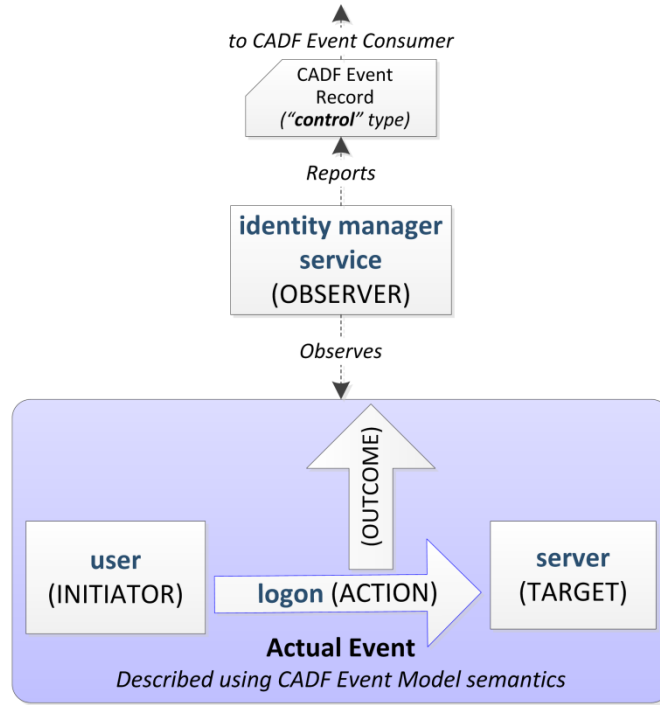 to CADF Event Consumer
CADF Event
Record
(“control” type)
Reports
identity manager
service
(OBSERVER)
Observes
(OUTCOME)
user
(INITIATOR)
logon (ACTION)
server
(TARGET)
Actual Event
Described using CADF Event Model semantics